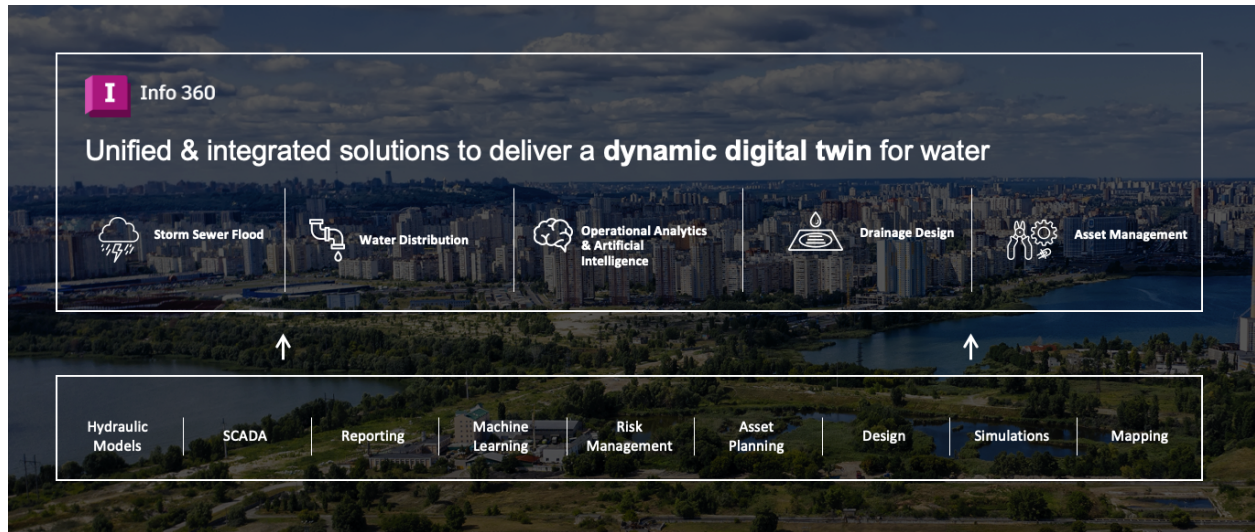 I Info 360
Unified & integrated solutions to deliver a dynamic digital twin for water
Storm Sewer Flood
Water Distribution
Operational Analytics
& Artificial
Intelligence
Drainage Design
Asset Management
Hydraulic
Models
SCADA
Reporting
Machine
Learning
Risk
Management
Asset
Planning
Design
Simulations
Mapping